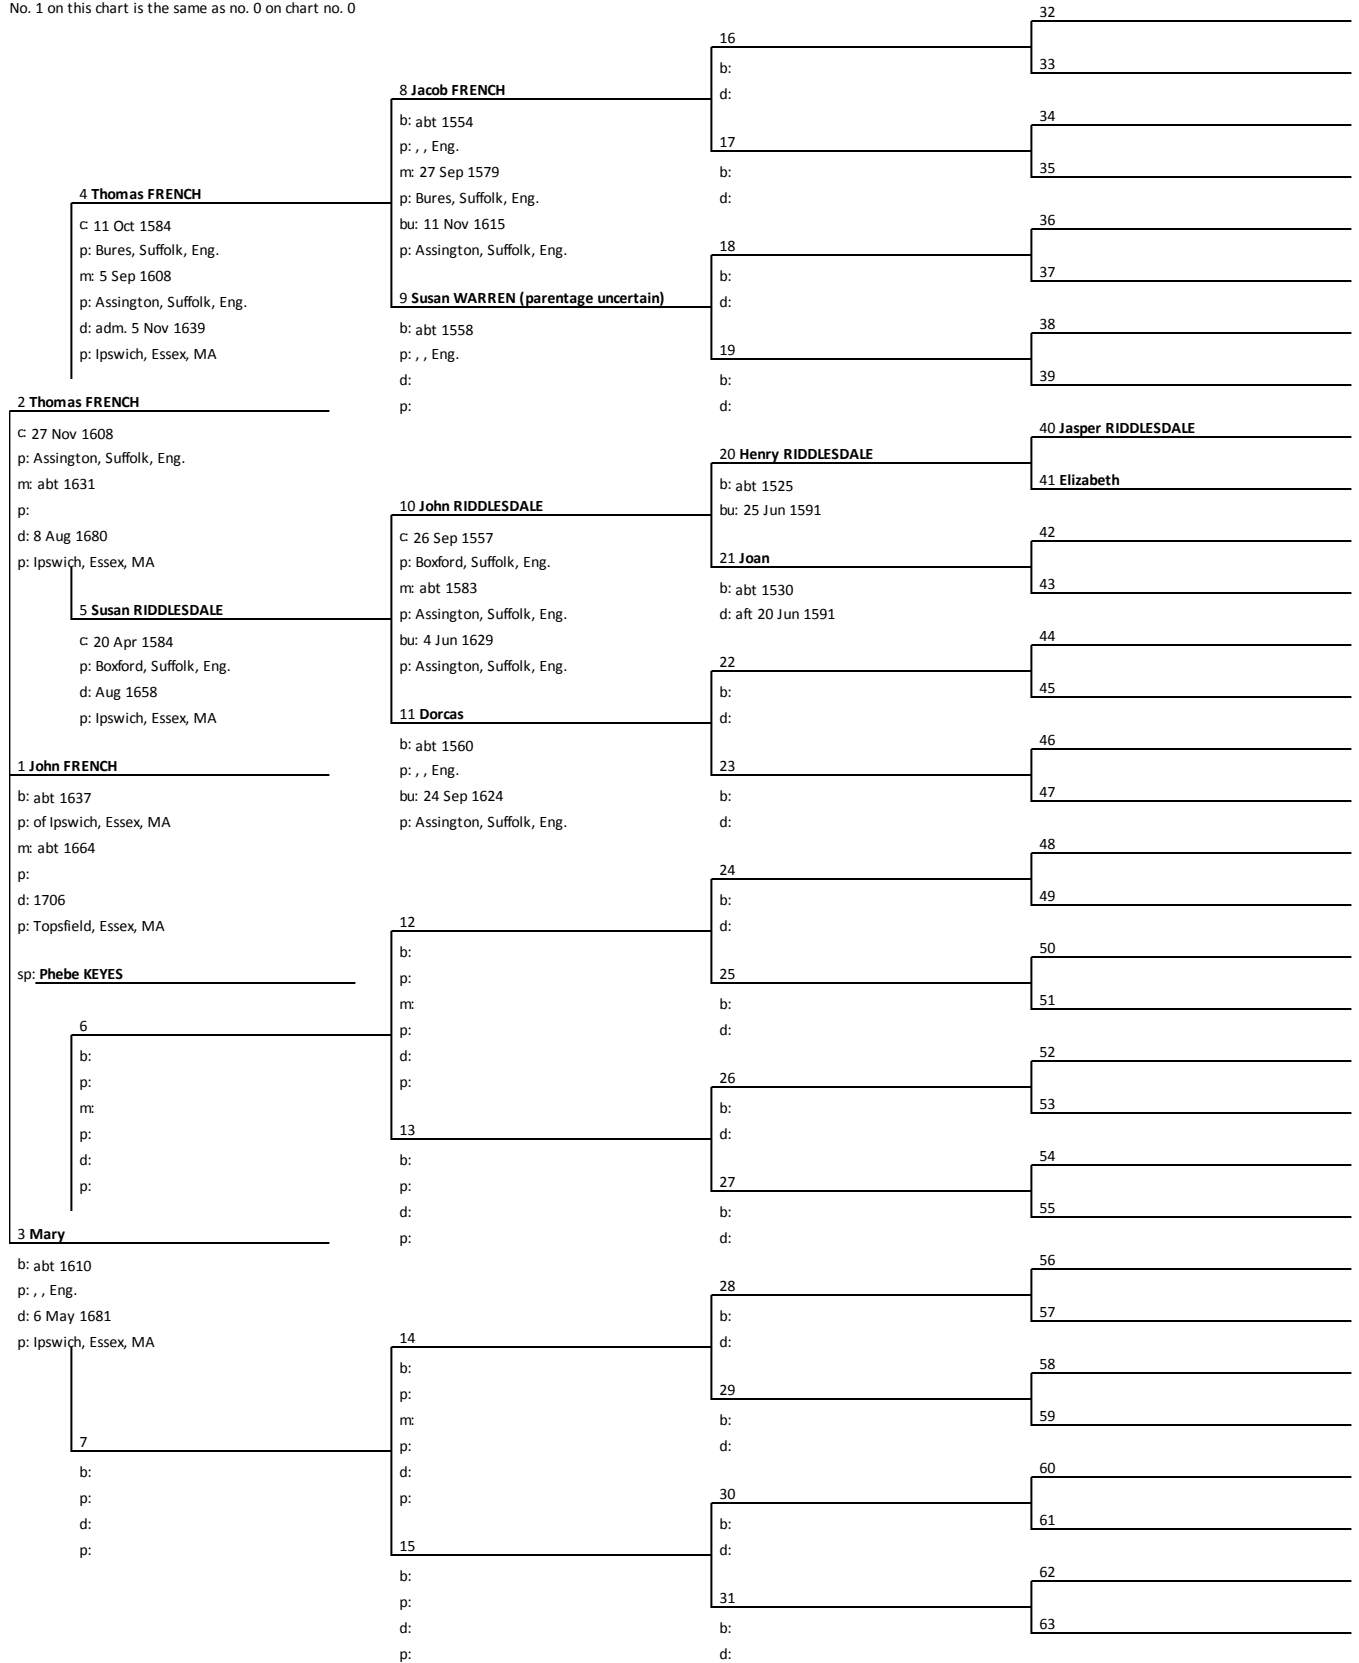 No. 1 on this chart is the same as no. 0 on chart no. 0
4 Thomas FRENCH
c: 11 Oct 1584
p: Bures, Suffolk, Eng.
m: 5 Sep 1608
p: Assington, Suffolk, Eng.
d: adm. 5 Nov 1639
p: Ipswich, Essex, MA
2 Thomas FRENCH
c: 27 Nov 1608
p: Assington, Suffolk, Eng.
m: abt 1631
p:
d: 8 Aug 1680
p: Ipswich, Essex, MA
5 Susan RIDDLESDALE
c: 20 Apr 1584
p: Boxford, Suffolk, Eng.
d: Aug 1658
p: Ipswich, Essex, MA
1 John FRENCH
b: abt 1637
p: of Ipswich, Essex, MA
m: abt 1664
p:
d: 1706
p: Topsfield, Essex, MA
sp: Phebe KEYES
6
b:
p:
m:
p:
d:
p:
3 Mary
b: abt 1610
p: , , Eng.
d: 6 May 1681
p: Ipswich, Essex, MA
7
b:
p:
d:
p:
8 Jacob FRENCH
b: abt 1554
p: , , Eng.
m: 27 Sep 1579
p: Bures, Suffolk, Eng.
bu: 11 Nov 1615
p: Assington, Suffolk, Eng.
9 Susan WARREN (parentage uncertain)
b: abt 1558
p: , , Eng.
d:
p:
10 John RIDDLESDALE
c: 26 Sep 1557
p: Boxford, Suffolk, Eng.
m: abt 1583
p: Assington, Suffolk, Eng.
bu: 4 Jun 1629
p: Assington, Suffolk, Eng.
11 Dorcas
b: abt 1560
p: , , Eng.
bu: 24 Sep 1624
p: Assington, Suffolk, Eng.
12
b:
p:
m:
p:
d:
p:
13
b:
p:
d:
p:
14
b:
p:
m:
p:
d:
p:
15
b:
p:
d:
p:
16
b:
d:
17
b:
d:
18
b:
d:
19
b:
d:
20 Henry RIDDLESDALE
b: abt 1525
bu: 25 Jun 1591
21 Joan
b: abt 1530
d: aft 20 Jun 1591
22
b:
d:
23
b:
d:
24
b:
d:
25
b:
d:
26
b:
d:
27
b:
d:
28
b:
d:
29
b:
d:
30
b:
d:
31
b:
d:
32
33
34
35
36
37
38
39
40 Jasper RIDDLESDALE
41 Elizabeth
42
43
44
45
46
47
48
49
50
51
52
53
54
55
56
57
58
59
60
61
62
63